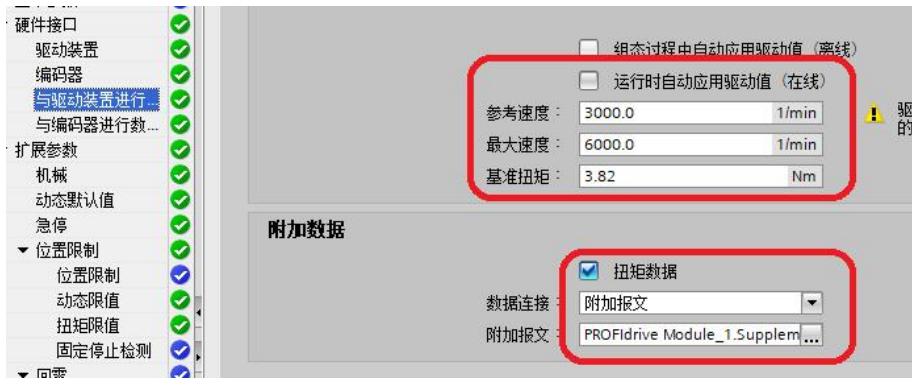 硬件接口
驱动装置
编码器
与驱动装置进行...
与编码器进行数...
扩展参数
机械
动态默认值
急停
位置限制
位置限制
动态限值
扭矩限值
固定停止检测
回零
组态过程中自动应用驱动值（离线）
运行时自动应用驱动值（在线）
参考速度： 3000.0 1/min
最大速度： 6000.0 1/min
基准扭矩： 3.82 Nm
驱
的
附加数据
扭矩数据
数据连接： 附加报文
附加报文： PROFIdrive Module_1.Supplem ...